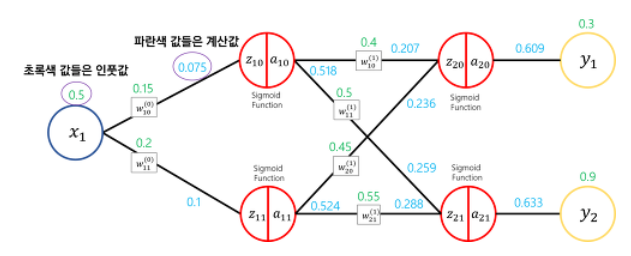 파란색 값들은 계산값
초록색 값들은 인풋값
0.5
x₁
0.15
0.075
w₁₀⁽⁰⁾
0.2
w₁₁⁽⁰⁾
0.1
z₁₀ a₁₀
Sigmoid
Function
0.518
0.4
w₁₀⁽¹⁾
0.207
0.5
w₁₁⁽¹⁾
0.236
Sigmoid
Function
z₁₁ a₁₁
0.524
0.45
w₂₀⁽¹⁾
0.259
0.55
w₂₁⁽¹⁾
0.288
z₂₀ a₂₀
Sigmoid
Function
0.609
0.3
y₁
Sigmoid
Function
z₂₁ a₂₁
0.633
0.9
y₂